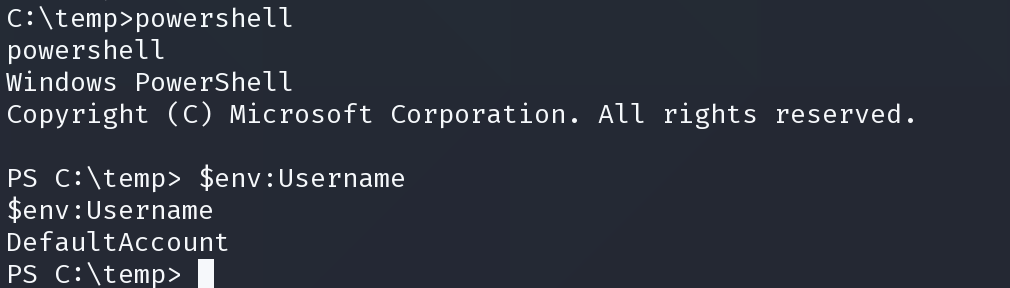 C:\temp>powershell
powershell
Windows PowerShell
Copyright (C) Microsoft Corporation. All rights reserved.
PS C:\temp> $env:Username
$env:Username
DefaultAccount
PS C:\temp>